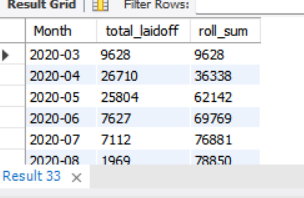 Result Grid Filter Rows:
Month total_laidoff roll_sum
2020-03 9628 9628
2020-04 26710 36338
2020-05 25804 62142
2020-06 7627 69769
2020-07 7112 76881
2020-08 1969 78850
Result 33 ×